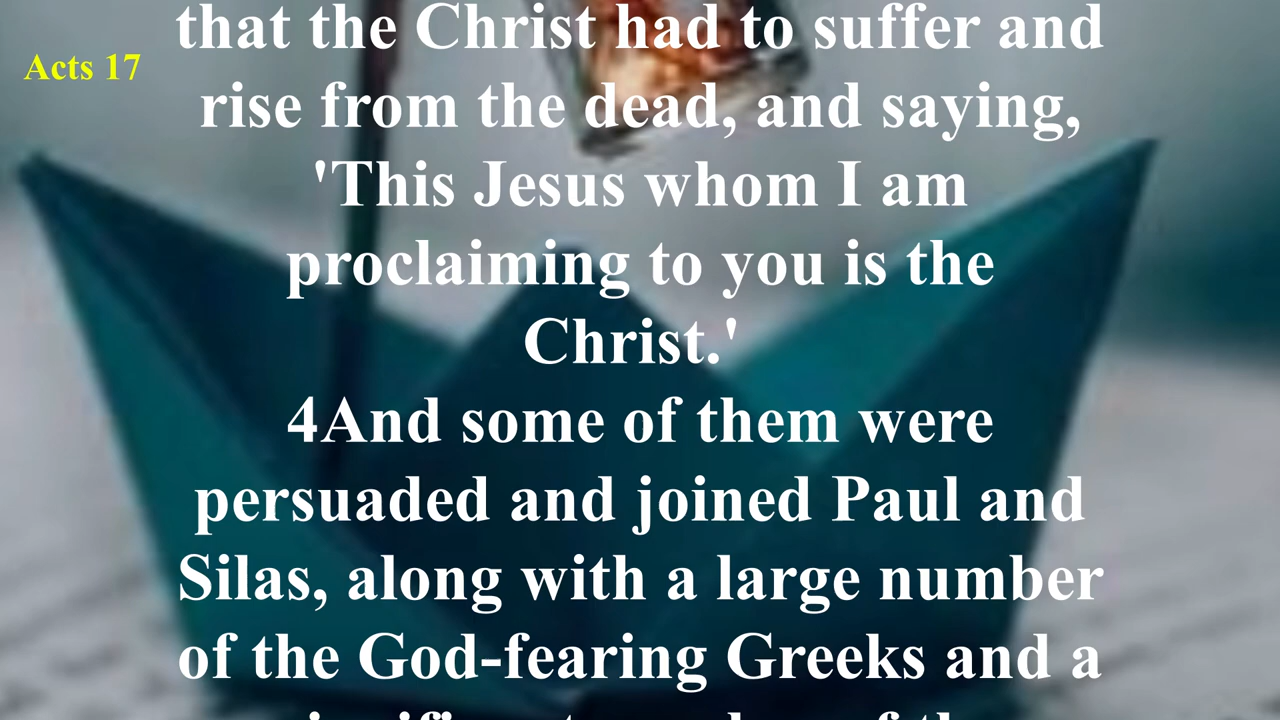 Acts 17
that the Christ had to suffer and
rise from the dead, and saying,
'This Jesus whom I am
proclaiming to you is the
Christ.'
4And some of them were
persuaded and joined Paul and
Silas, along with a large number
of the God-fearing Greeks and a